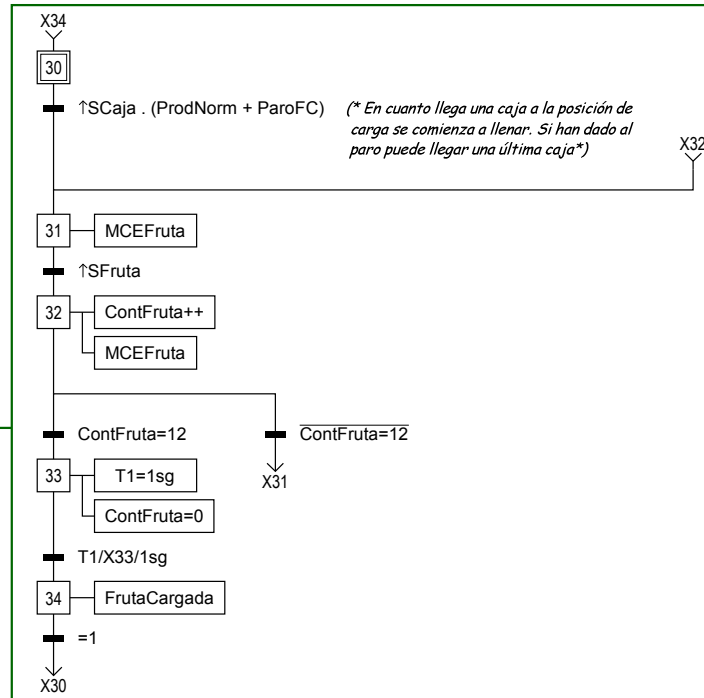 X34
30
↑SCaja . (ProdNorm + ParoFC)
(* En cuanto llega una caja a la posición de
carga se comienza a llenar. Si han dado al
paro puede llegar una última caja*)
X32
31
MCEFruta
↑SFruta
32
ContFruta++
MCEFruta
ContFruta=12
ContFruta=12
X31
33
T1=1sg
ContFruta=0
T1/X33/1sg
34
FrutaCargada
=1
X30